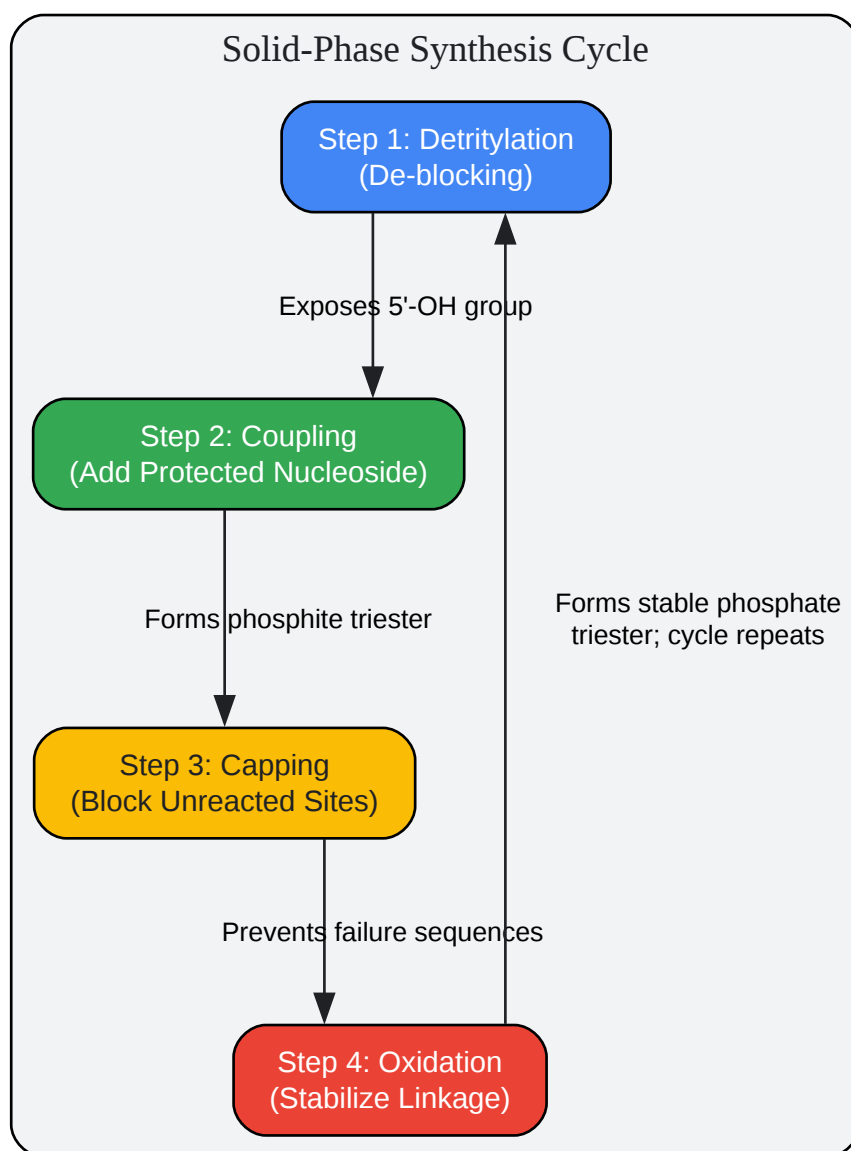 Solid-Phase Synthesis Cycle
Step 1: Detritylation
(De-blocking)
Exposes 5'-OH group
Step 2: Coupling
(Add Protected Nucleoside)
Forms phosphite triester
Forms stable phosphate
triester; cycle repeats
Step 3: Capping
(Block Unreacted Sites)
Prevents failure sequences
Step 4: Oxidation
(Stabilize Linkage)